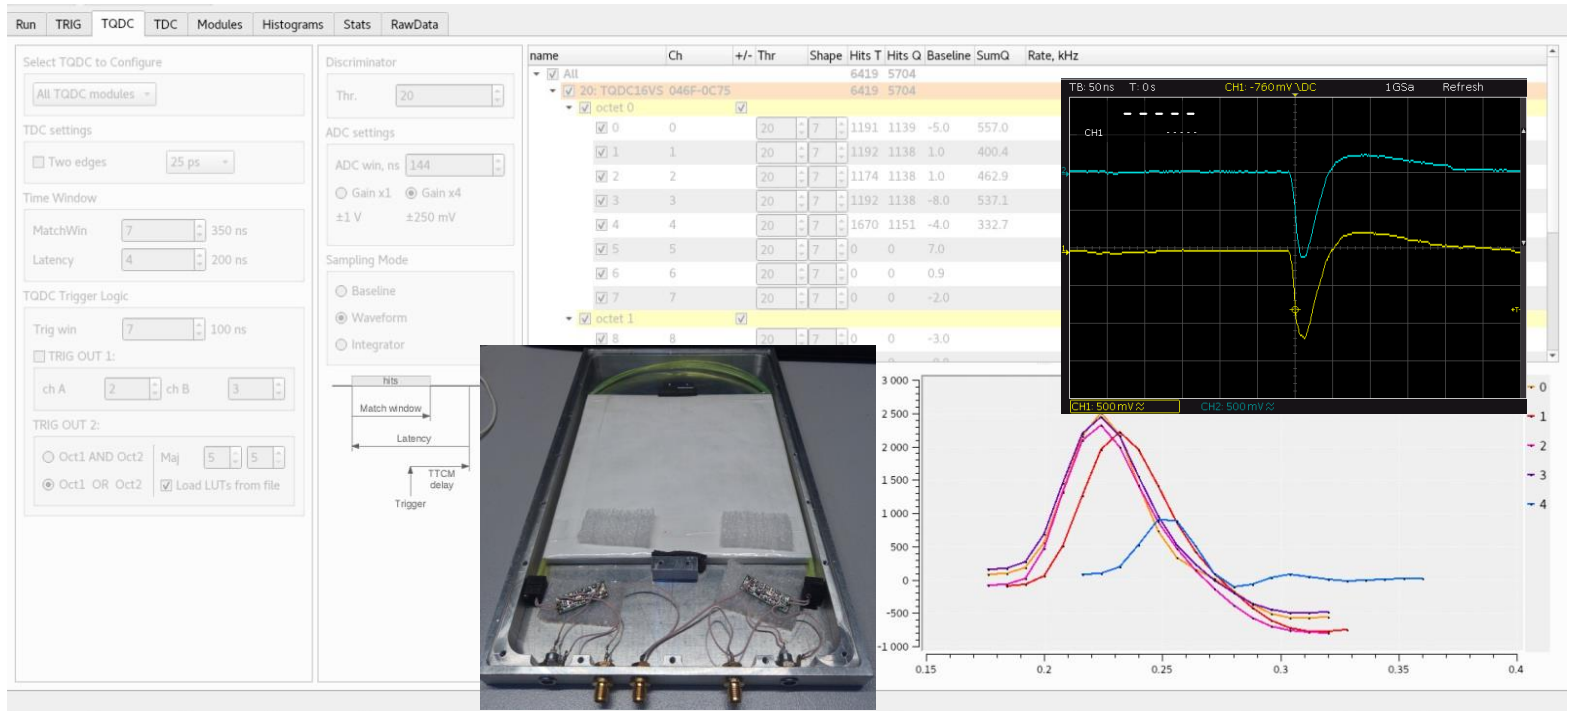 Run TRIG TQDC TDC Modules Histograms Stats RawData
Select TQDC to Configure
All TQDC modules
TDC settings
Two edges 25 ps
Time Window
MatchWin 7 350 ns
Latency 4 200 ns
TQDC Trigger Logic
Trig win 7 100 ns
TRIG OUT 1:
ch A 2 ch B 3
TRIG OUT 2:
Oct1 AND Oct2 Maj 5 5
Oct1 OR Oct2 Load LUTs from file
Discriminator
Thr. 20
ADC settings
ADC win, ns 144
Gain x1 Gain x4
±1 V ±250 mV
Sampling Mode
Baseline
Waveform
Integrator
hits
Match window
Latency
TTCM
delay
Trigger
name Ch +/- Thr Shape Hits T Hits Q Baseline SumQ Rate, kHz
All 6419 5704
20: TQDC16VS 046F-0C75 6419 5704
octet 0
0 0 20 7 1191 1139 -5.0 557.0
1 1 20 7 1192 1138 1.0 400.4
2 2 20 7 1174 1138 1.0 462.9
3 3 20 7 1192 1138 -8.0 537.1
4 4 20 7 1670 1151 -4.0 332.7
5 5 20 7 0 0 7.0
6 6 20 7 0 0 0.9
7 7 20 7 0 0 -2.0
octet 1
8 8 20 7 0 0 -3.0
TB: 50ns T: 0s CH1: -760mV DC 1GSa Refresh
CH1
CH1: 500mV CH2: 500mV
3 000
2 500
2 000
1 500
1 000
500
0
-500
-1 000
0.15 0.2 0.25 0.3 0.35 0.4
0
1
2
3
4